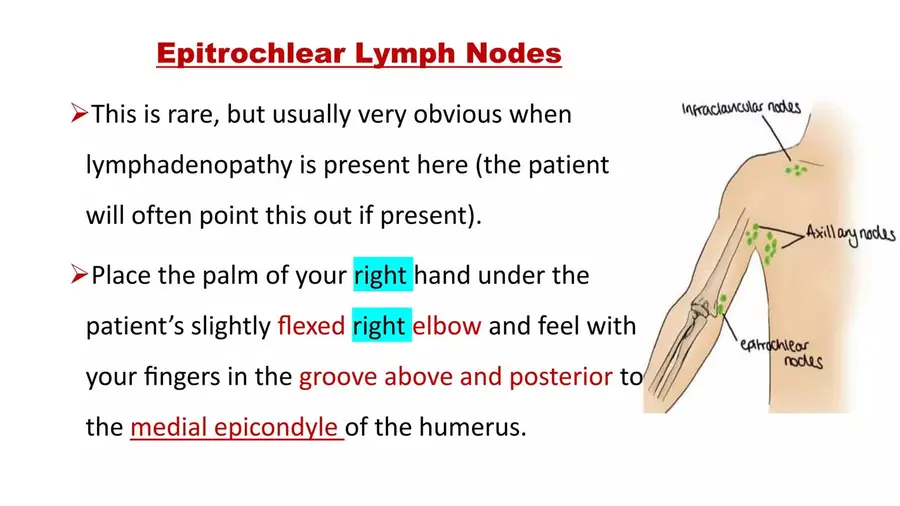 Epitrochlear Lymph Nodes
➢This is rare, but usually very obvious when
lymphadenopathy is present here (the patient
will often point this out if present).
➢Place the palm of your right hand under the
patient’s slightly flexed right elbow and feel with
your fingers in the groove above and posterior to
the medial epicondyle of the humerus.
Infraclavicular nodes
Axillary nodes
epitrochlear
nodes